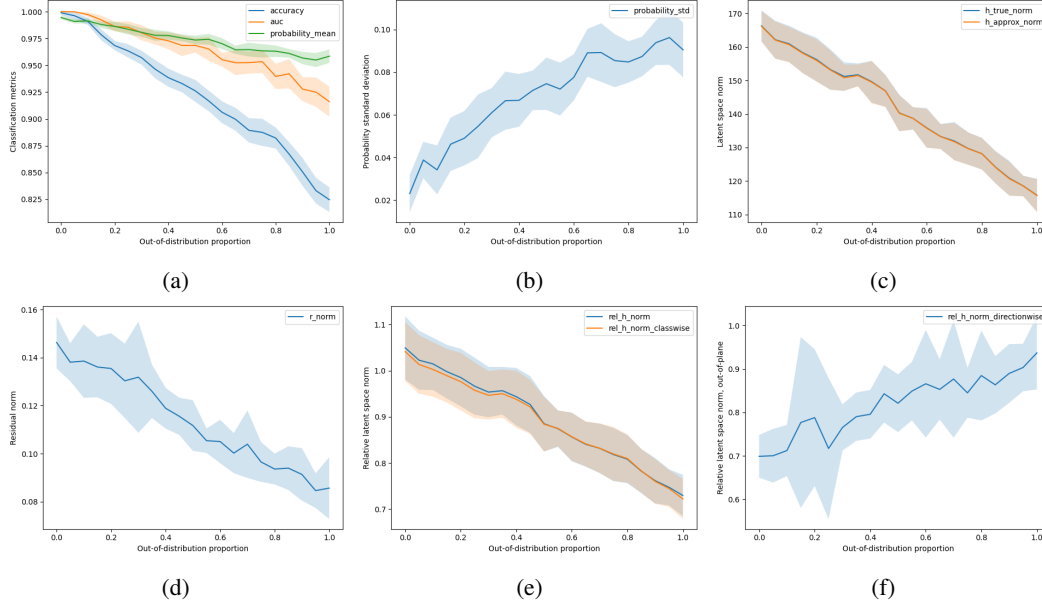 Classification metrics
1.000
0.975
0.950
0.925
0.900
0.875
0.850
0.825
accuracy
auc
probability_mean
0.0 0.2 0.4 0.6 0.8 1.0
Out-of-distribution proportion
(a)
Probability standard deviation
0.10
0.08
0.06
0.04
0.02
probability_std
0.0 0.2 0.4 0.6 0.8 1.0
Out-of-distribution proportion
(b)
Latent space norm
170
160
150
140
130
120
110
h_true_norm
h_approx_norm
0.0 0.2 0.4 0.6 0.8 1.0
Out-of-distribution proportion
(c)
Residual norm
0.16
0.14
0.12
0.10
0.08
r_norm
0.0 0.2 0.4 0.6 0.8 1.0
Out-of-distribution proportion
(d)
Relative latent space norm
1.1
1.0
0.9
0.8
0.7
rel_h_norm
rel_h_norm_classwise
0.0 0.2 0.4 0.6 0.8 1.0
Out-of-distribution proportion
(e)
Relative latent space norm, out-of-plane
1.0
0.9
0.8
0.7
0.6
rel_h_norm_directionwise
0.0 0.2 0.4 0.6 0.8 1.0
Out-of-distribution proportion
(f)